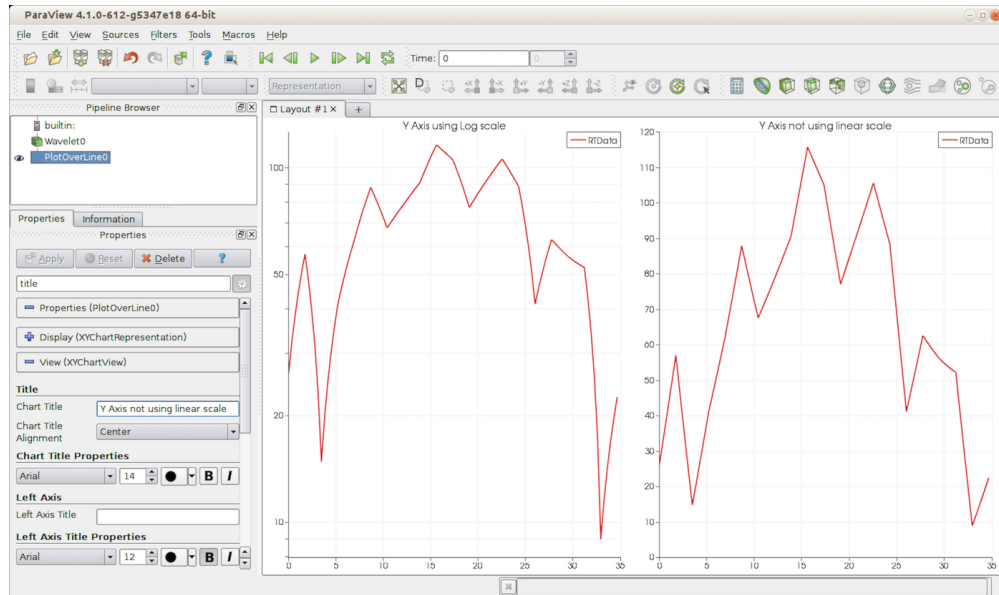 ParaView 4.1.0-612-g5347e18 64-bit
File Edit View Sources Filters Tools Macros Help
Time: 0 0
Representation
Pipeline Browser
builtin:
Wavelet0
PlotOverLine0
Properties Information
Properties
Apply Reset Delete ?
title
Properties (PlotOverLine0)
Display (XYChartRepresentation)
View (XYChartView)
Title
Chart Title Y Axis not using linear scale
Chart Title
Alignment Center
Chart Title Properties
Arial 14 B I
Left Axis
Left Axis Title
Left Axis Title Properties
Arial 12 B I
Layout #1 × +
Y Axis using Log scale
RTData
100
50
20
10
0 5 10 15 20 25 30 35
Y Axis not using linear scale
RTData
120
100
90
80
70
60
50
40
30
20
10
0
0 5 10 15 20 25 30 35